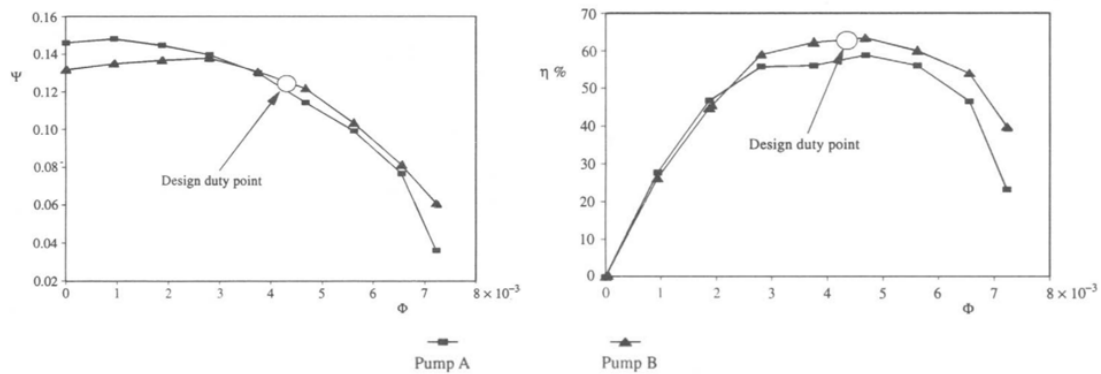 0.16
0.14
Ψ
0.12
0.10
0.08
0.06
0.04
0.02
Design duty point
0 1 2 3 4 5 6 7 8 × 10⁻³
Φ
70
60
η %
50
40
30
20
10
0
Design duty point
0 1 2 3 4 5 6 7 8 × 10⁻³
Φ
Pump A
Pump B